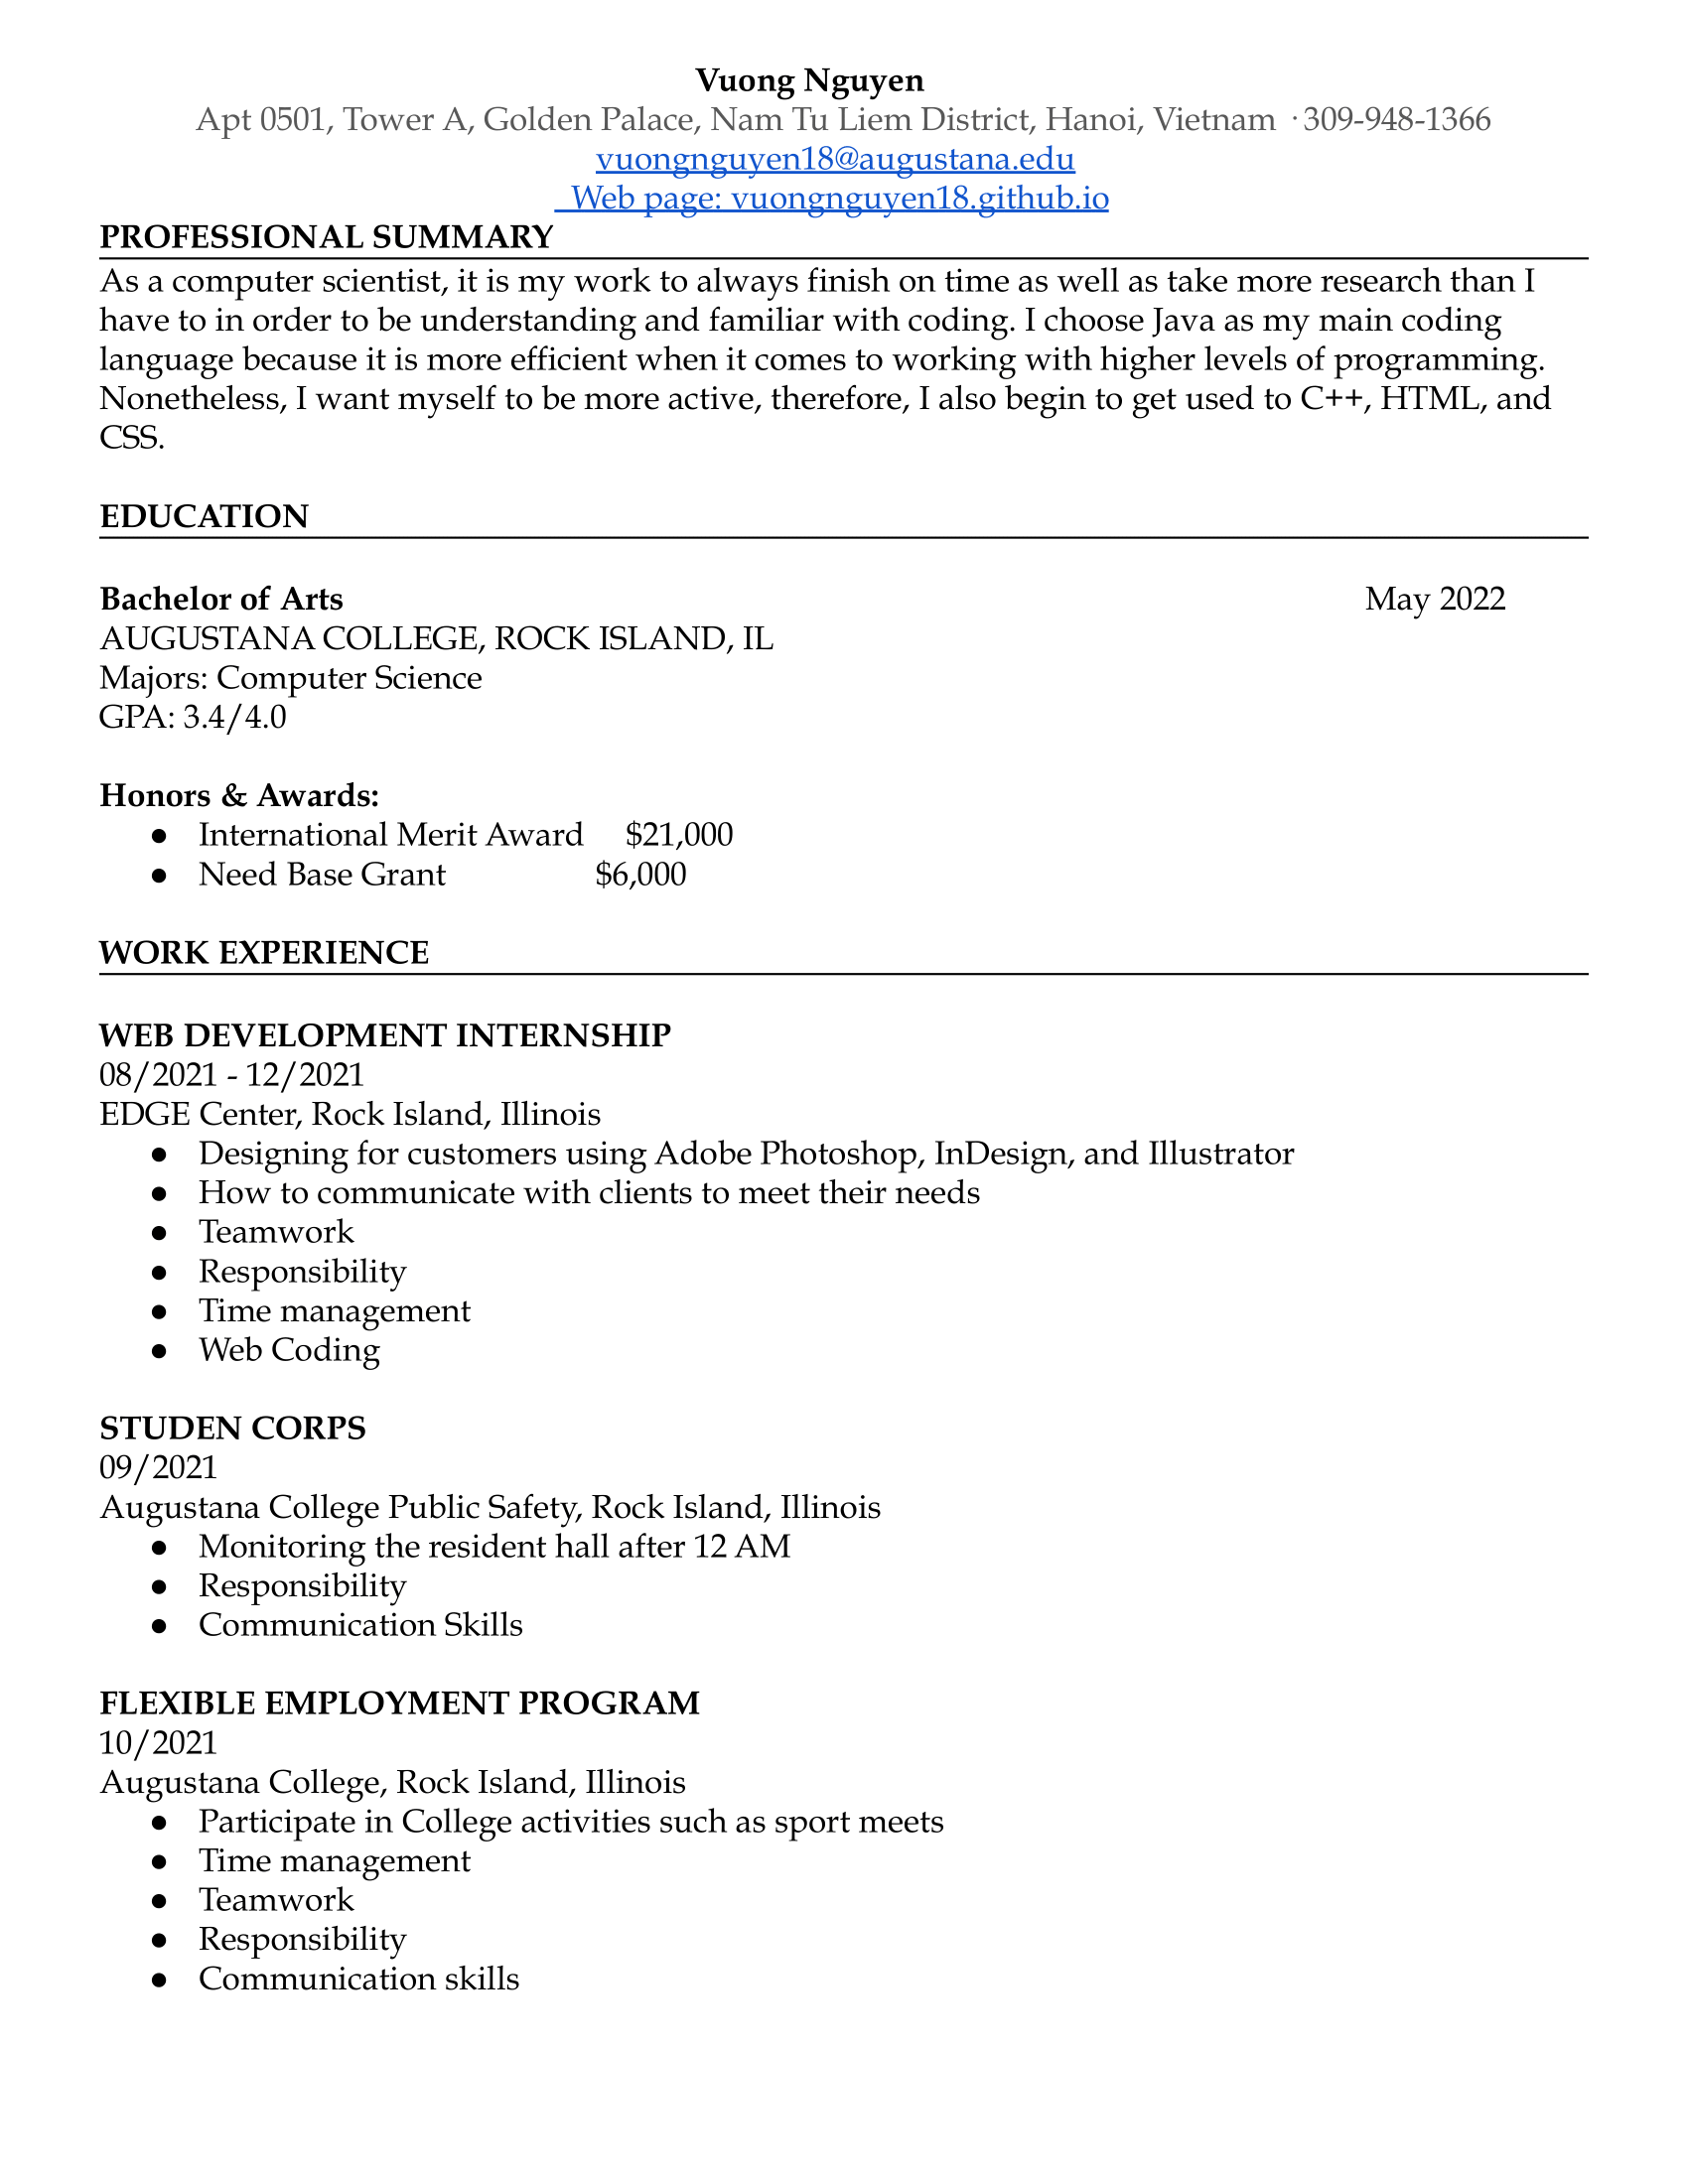 Vuong Nguyen
Apt 0501, Tower A, Golden Palace, Nam Tu Liem District, Hanoi, Vietnam · 309-948-1366
vuongnguyen18@augustana.edu
Web page: vuongnguyen18.github.io
PROFESSIONAL SUMMARY
As a computer scientist, it is my work to always finish on time as well as take more research than I
have to in order to be understanding and familiar with coding. I choose Java as my main coding
language because it is more efficient when it comes to working with higher levels of programming.
Nonetheless, I want myself to be more active, therefore, I also begin to get used to C++, HTML, and
CSS.
EDUCATION
Bachelor of Arts May 2022
AUGUSTANA COLLEGE, ROCK ISLAND, IL
Majors: Computer Science
GPA: 3.4/4.0
Honors & Awards:
● International Merit Award $21,000
● Need Base Grant $6,000
WORK EXPERIENCE
WEB DEVELOPMENT INTERNSHIP
08/2021 - 12/2021
EDGE Center, Rock Island, Illinois
● Designing for customers using Adobe Photoshop, InDesign, and Illustrator
● How to communicate with clients to meet their needs
● Teamwork
● Responsibility
● Time management
● Web Coding
STUDEN CORPS
09/2021
Augustana College Public Safety, Rock Island, Illinois
● Monitoring the resident hall after 12 AM
● Responsibility
● Communication Skills
FLEXIBLE EMPLOYMENT PROGRAM
10/2021
Augustana College, Rock Island, Illinois
● Participate in College activities such as sport meets
● Time management
● Teamwork
● Responsibility
● Communication skills